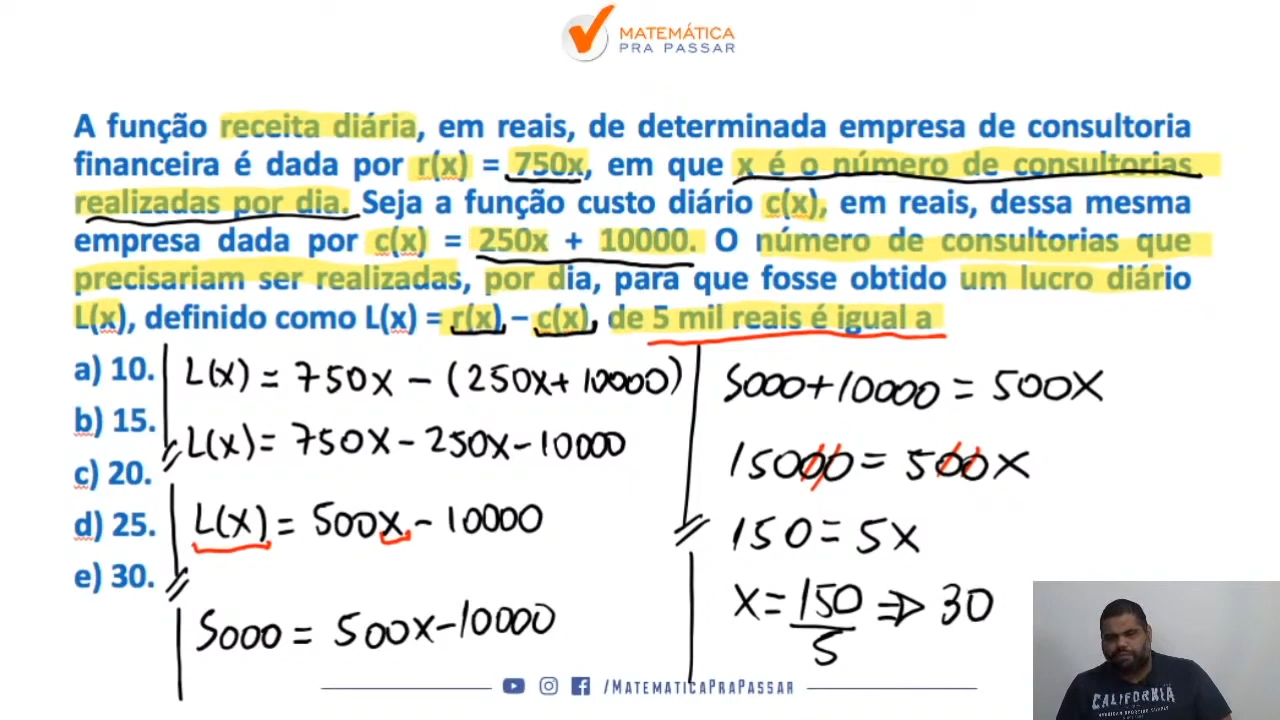 MATEMÁTICA
PRA PASSAR
A função receita diária, em reais, de determinada empresa de consultoria
financeira é dada por r(x) = 750x, em que x é o número de consultorias
realizadas por dia. Seja a função custo diário c(x), em reais, dessa mesma
empresa dada por c(x) = 250x + 10000. O número de consultorias que
precisariam ser realizadas, por dia, para que fosse obtido um lucro diário
L(x), definido como L(x) = r(x) – c(x), de 5 mil reais é igual a
a) 10.
b) 15.
c) 20.
d) 25.
e) 30.
L(x) = 750x - (250x + 10000)
L(x) = 750x - 250x - 10000
L(x) = 500x - 10000
5000 = 500x - 10000
5000 + 10000 = 500x
15000 = 500x
150 = 5x
x = 150/5 ⇒ 30
/MATEMATICAPRAPASSAR
CALIFORNIA